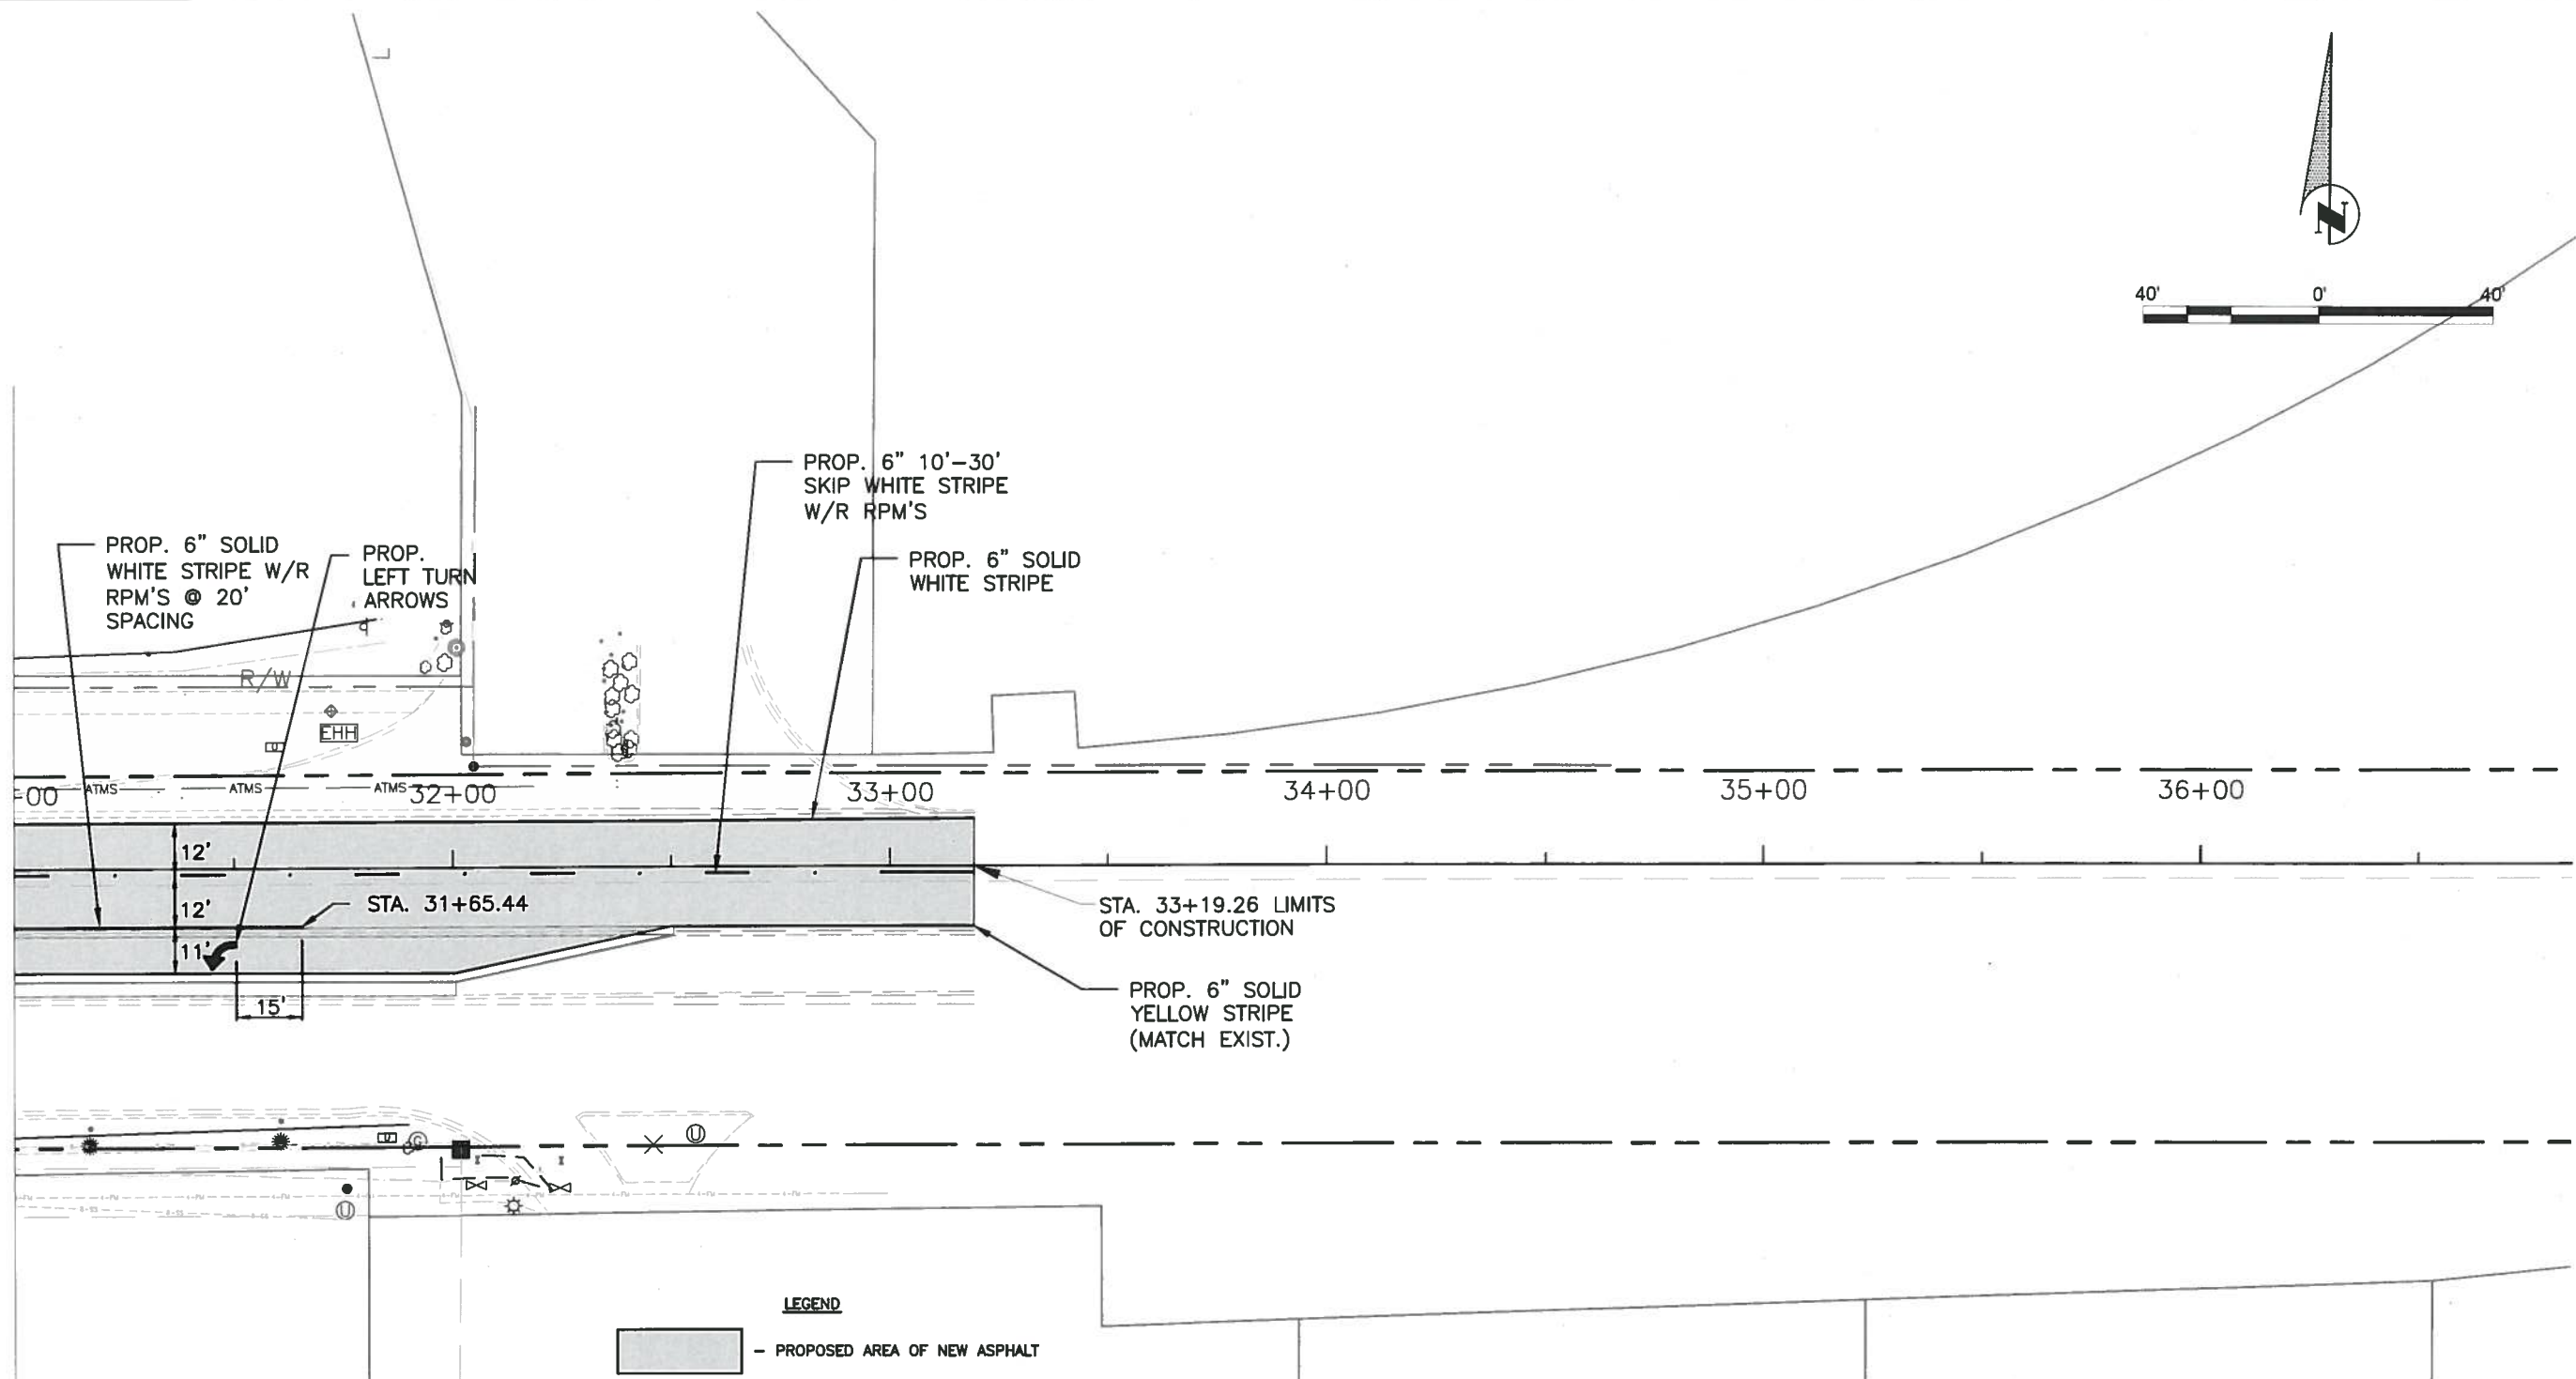 L
N
40' 0' 40'
PROP. 6" 10'-30'
SKIP WHITE STRIPE
W/R RPM'S
PROP. 6" SOLID
WHITE STRIPE W/R
RPM'S @ 20'
SPACING
PROP.
LEFT TURN
ARROWS
PROP. 6" SOLID
WHITE STRIPE
R/W
EHH
ATMS ATMS ATMS
-00 32+00 33+00 34+00 35+00 36+00
12'
12'
11'
15'
STA. 31+65.44
STA. 33+19.26 LIMITS
OF CONSTRUCTION
PROP. 6" SOLID
YELLOW STRIPE
(MATCH EXIST.)
G
U
U
LEGEND
- PROPOSED AREA OF NEW ASPHALT